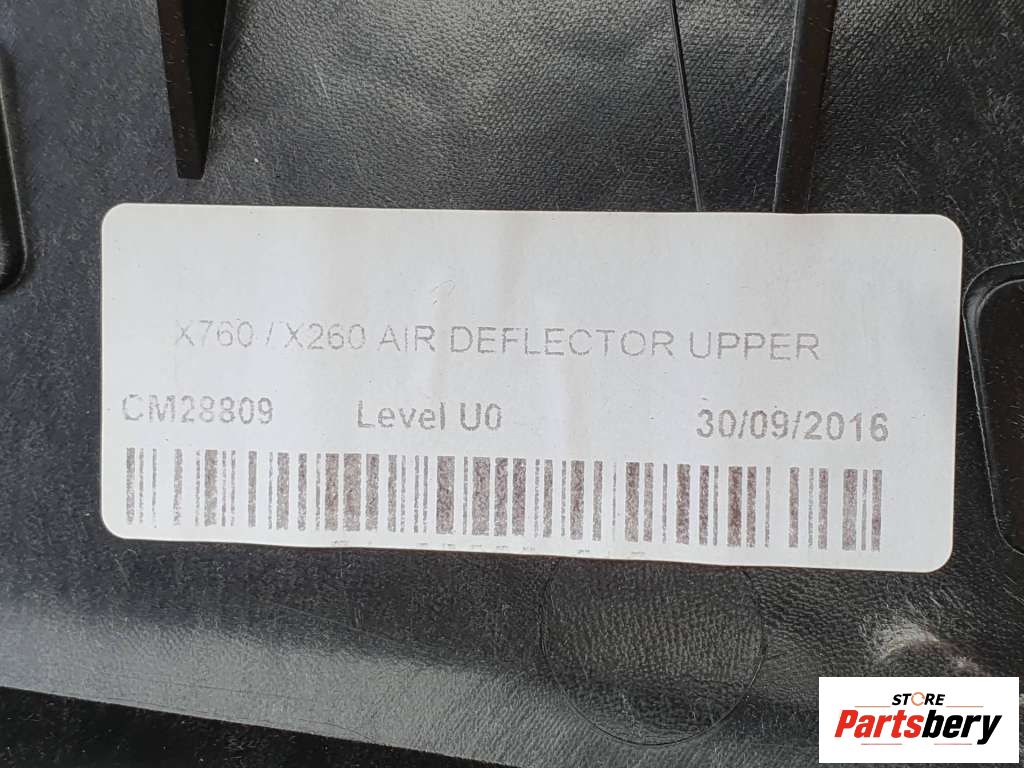 X760 / X260 AIR DEFLECTOR UPPER
CM28809 Level U0 30/09/2016
STORE
Partsbery